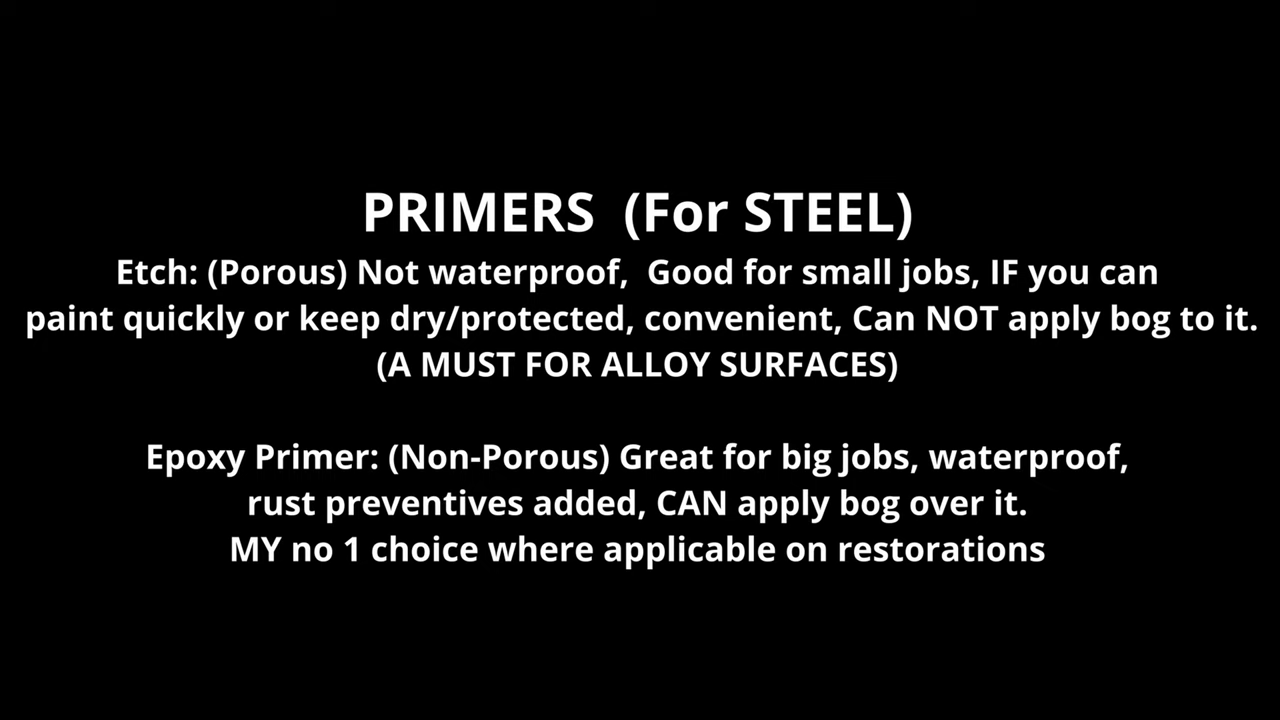 PRIMERS (For STEEL)
Etch: (Porous) Not waterproof, Good for small jobs, IF you can
paint quickly or keep dry/protected, convenient, Can NOT apply bog to it.
(A MUST FOR ALLOY SURFACES)
Epoxy Primer: (Non-Porous) Great for big jobs, waterproof,
rust preventives added, CAN apply bog over it.
MY no 1 choice where applicable on restorations